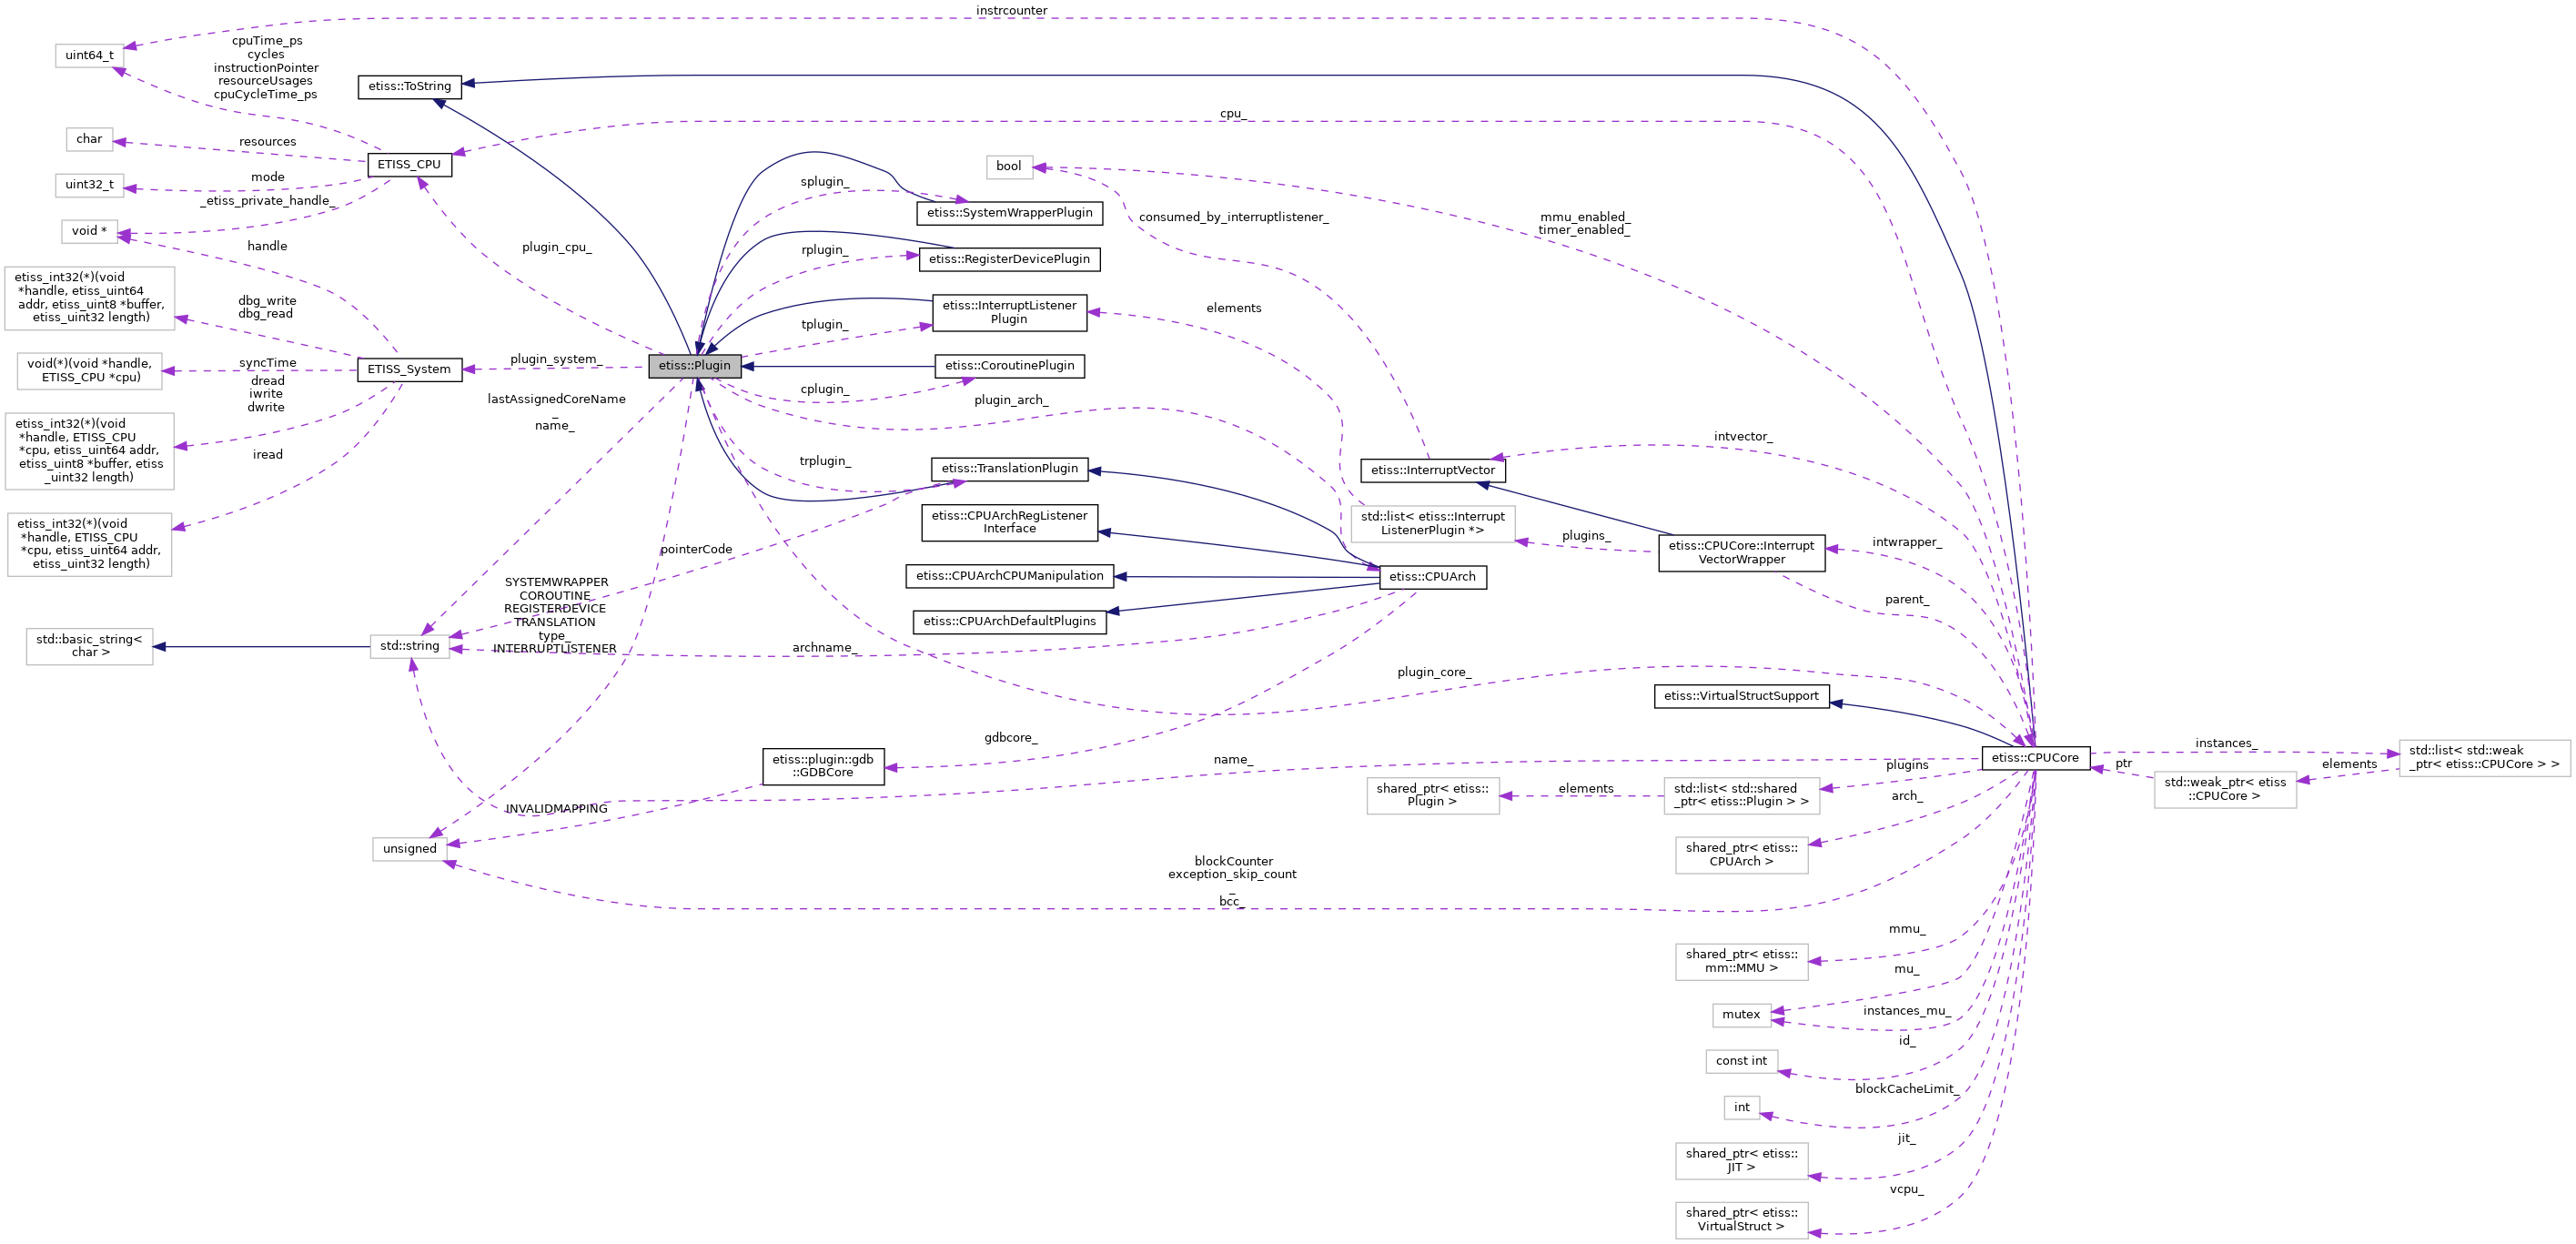 instrcounter
uint64_t
cpuTime_ps
cycles
instructionPointer
resourceUsages
cpuCycleTime_ps
etiss::ToString
cpu_
char
resources
ETISS_CPU
uint32_t
mode
_etiss_private_handle_
void *
handle
plugin_cpu_
splugin_
etiss::SystemWrapperPlugin
rplugin_
etiss::RegisterDevicePlugin
bool
consumed_by_interruptlistener_
mmu_enabled_
timer_enabled_
etiss_int32(*)(void
*handle, etiss_uint64
addr, etiss_uint8 *buffer,
etiss_uint32 length)
dbg_write
dbg_read
tplugin_
etiss::InterruptListener
Plugin
elements
void(*)(void *handle,
ETISS_CPU *cpu)
syncTime
ETISS_System
plugin_system_
etiss::Plugin
etiss::CoroutinePlugin
cplugin_
plugin_arch_
dread
iwrite
dwrite
etiss_int32(*)(void
*handle, ETISS_CPU
*cpu, etiss_uint64 addr,
etiss_uint8 *buffer, etiss
_uint32 length)
iread
lastAssignedCoreName
_
name_
trplugin_
etiss::TranslationPlugin
intvector_
etiss::InterruptVector
etiss_int32(*)(void
*handle, ETISS_CPU
*cpu, etiss_uint64 addr,
etiss_uint32 length)
pointerCode
etiss::CPUArchRegListener
Interface
std::list< etiss::Interrupt
ListenerPlugin *>
plugins_
etiss::CPUCore::Interrupt
VectorWrapper
intwrapper_
etiss::CPUArchCPUManipulation
etiss::CPUArch
parent_
etiss::CPUArchDefaultPlugins
SYSTEMWRAPPER
COROUTINE
REGISTERDEVICE
TRANSLATION
type_
INTERRUPTLISTENER
std::basic_string<
char >
std::string
archname_
plugin_core_
etiss::VirtualStructSupport
gdbcore_
etiss::plugin::gdb
::GDBCore
name_
etiss::CPUCore
instances_
std::list< std::weak
_ptr< etiss::CPUCore > >
elements
ptr
std::weak_ptr< etiss
::CPUCore >
plugins
std::list< std::shared
_ptr< etiss::Plugin > >
elements
shared_ptr< etiss::
Plugin >
arch_
INVALIDMAPPING
unsigned
shared_ptr< etiss::
CPUArch >
blockCounter
exception_skip_count
_
bcc_
mmu_
shared_ptr< etiss::
mm::MMU >
mu_
mutex
instances_mu_
id_
const int
blockCacheLimit_
int
jit_
shared_ptr< etiss::
JIT >
vcpu_
shared_ptr< etiss::
VirtualStruct >